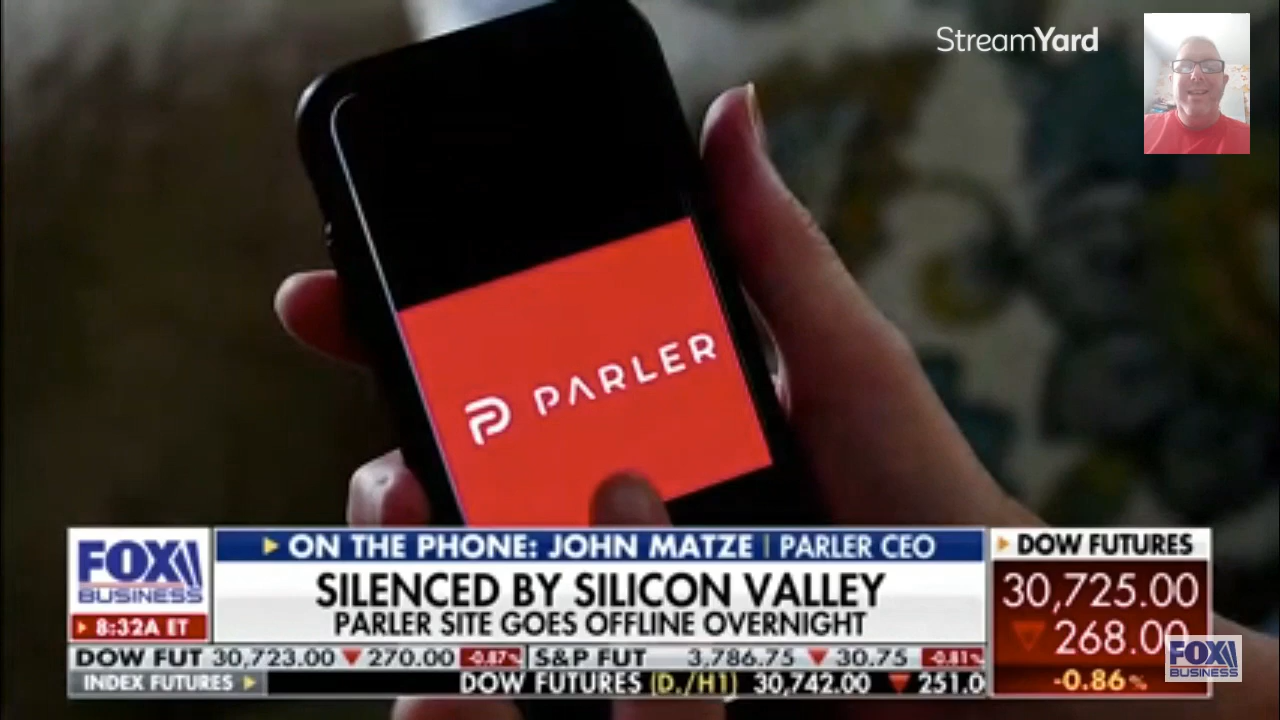 StreamYard
PARLER
ON THE PHONE: JOHN MATZE | PARLER CEO
SILENCED BY SILICON VALLEY
PARLER SITE GOES OFFLINE OVERNIGHT
FOX
BUSINESS
8:32A ET
DOW FUTURES
30,725.00
268.00
-0.86%
DOW FUT 30,723.00 ▼ 270.00 -0.87% S&P FUT 3,786.75 ▼ 30.75 -0.81%
INDEX FUTURES
DOW FUTURES (D./H1) 30,742.00 ▼ 251.0
FOX
BUSINESS